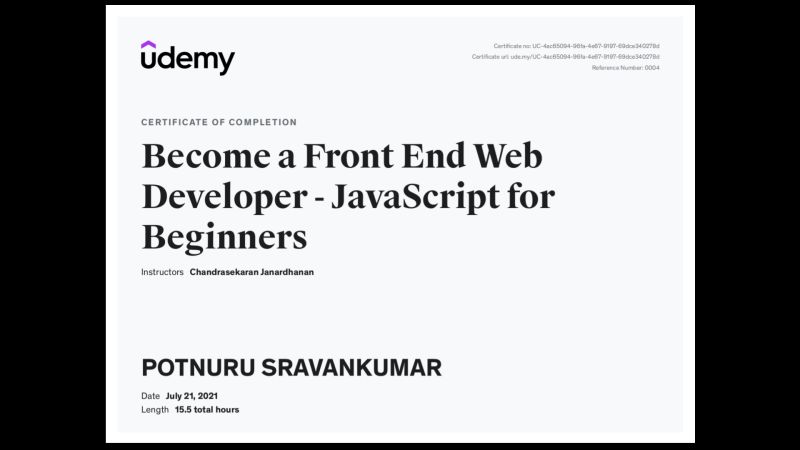 udemy
Certificate no: UC-4ac65094-96fa-4e67-9197-69dce340278d
Certificate url: ude.my/UC-4ac65094-96fa-4e67-9197-69dce340278d
Reference Number: 0004
CERTIFICATE OF COMPLETION
Become a Front End Web
Developer - JavaScript for
Beginners
Instructors Chandrasekaran Janardhanan
POTNURU SRAVANKUMAR
Date July 21, 2021
Length 15.5 total hours